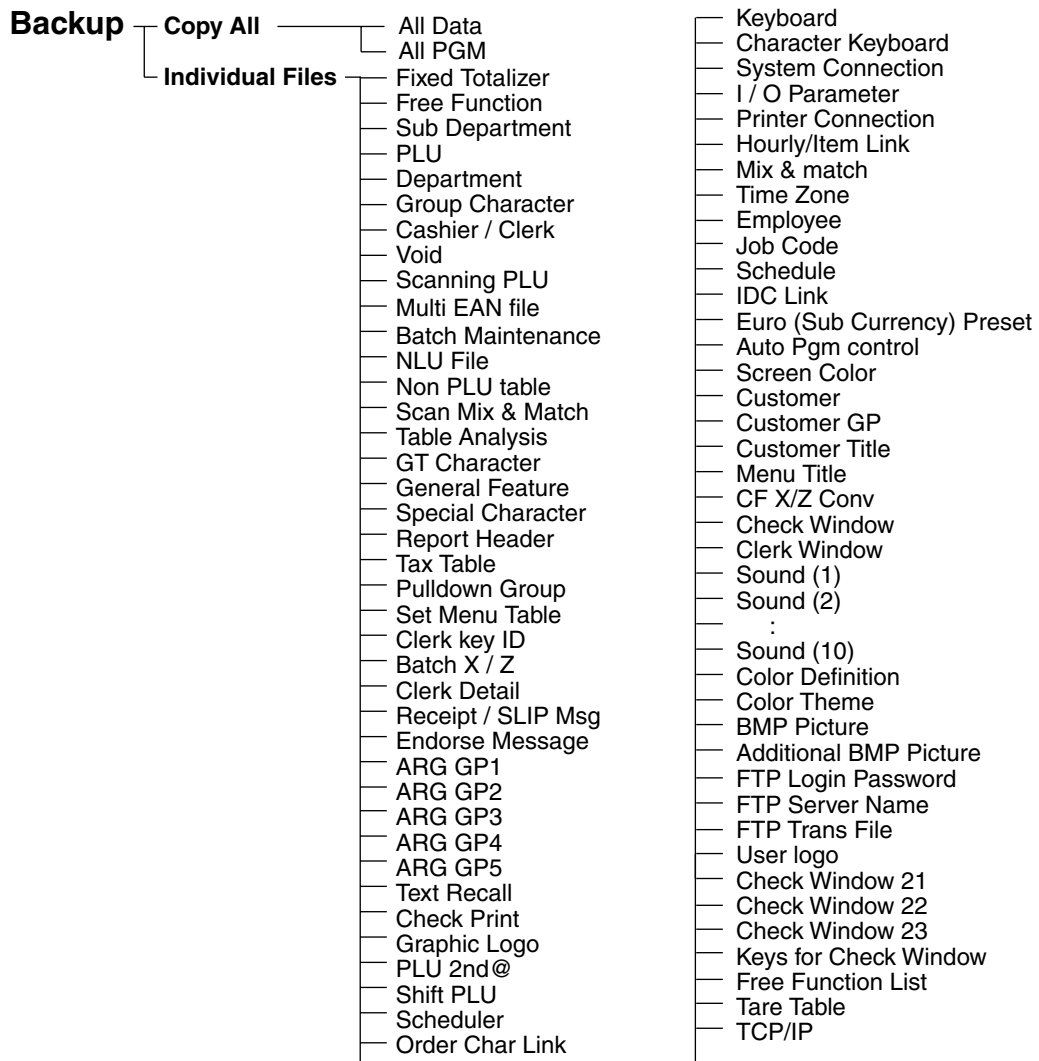 Backup
Copy All
All Data
All PGM
Individual Files
Fixed Totalizer
Free Function
Sub Department
PLU
Department
Group Character
Cashier / Clerk
Void
Scanning PLU
Multi EAN file
Batch Maintenance
NLU File
Non PLU table
Scan Mix & Match
Table Analysis
GT Character
General Feature
Special Character
Report Header
Tax Table
Pulldown Group
Set Menu Table
Clerk key ID
Batch X / Z
Clerk Detail
Receipt / SLIP Msg
Endorse Message
ARG GP1
ARG GP2
ARG GP3
ARG GP4
ARG GP5
Text Recall
Check Print
Graphic Logo
PLU 2nd@
Shift PLU
Scheduler
Order Char Link
Keyboard
Character Keyboard
System Connection
I / O Parameter
Printer Connection
Hourly/Item Link
Mix & match
Time Zone
Employee
Job Code
Schedule
IDC Link
Euro (Sub Currency) Preset
Auto Pgm control
Screen Color
Customer
Customer GP
Customer Title
Menu Title
CF X/Z Conv
Check Window
Clerk Window
Sound (1)
Sound (2)
:
Sound (10)
Color Definition
Color Theme
BMP Picture
Additional BMP Picture
FTP Login Password
FTP Server Name
FTP Trans File
User logo
Check Window 21
Check Window 22
Check Window 23
Keys for Check Window
Free Function List
Tare Table
TCP/IP